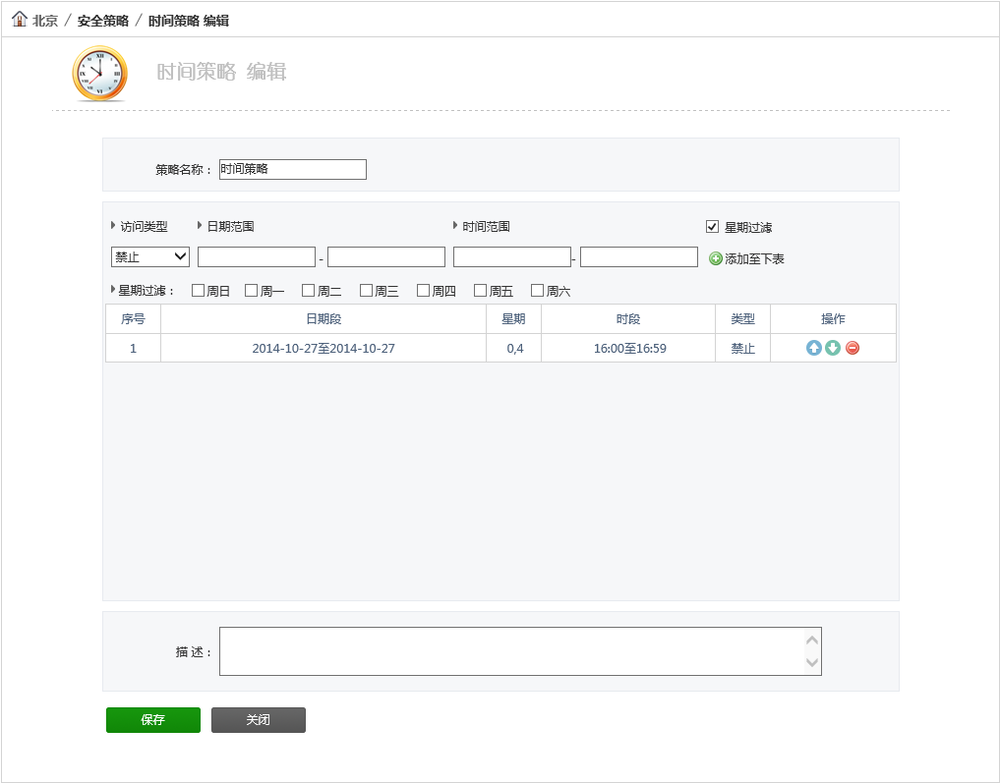 北京 / 安全策略 / 时间策略 编辑
时间策略 编辑
策略名称： 时间策略
访问类型 日期范围 时间范围 星期过滤
禁止 - - 添加至下表
星期过滤： 周日 周一 周二 周三 周四 周五 周六
序号 日期段 星期 时段 类型 操作
1 2014-10-27至2014-10-27 0,4 16:00至16:59 禁止
描 述：
保存 关闭